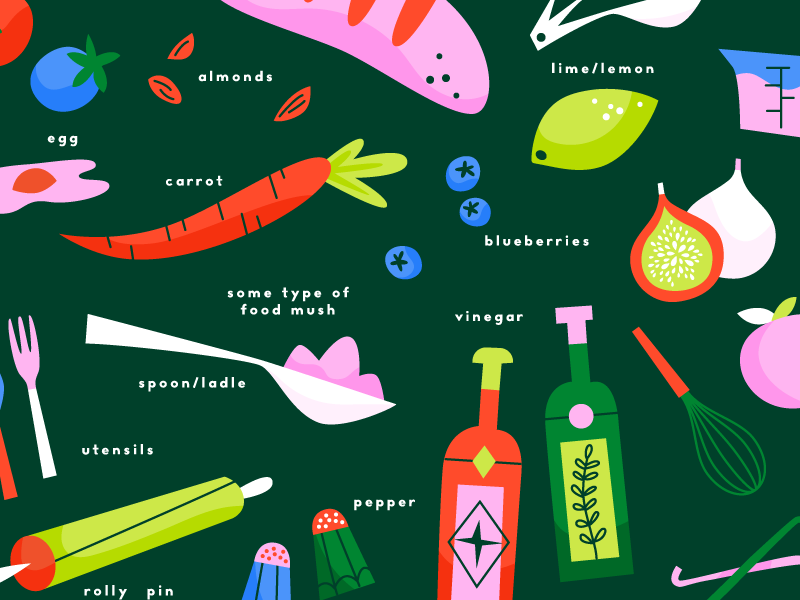 almonds
lime/lemon
egg
carrot
blueberries
some type of
food mush
vinegar
spoon/ladle
utensils
pepper
rolly pin